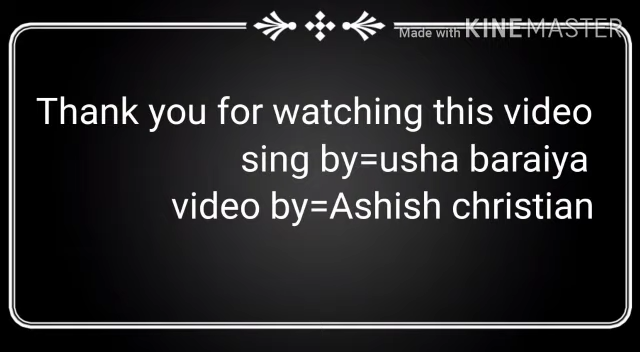 Made with KINEMASTER
Thank you for watching this video
sing by=usha baraiya
video by=Ashish christian